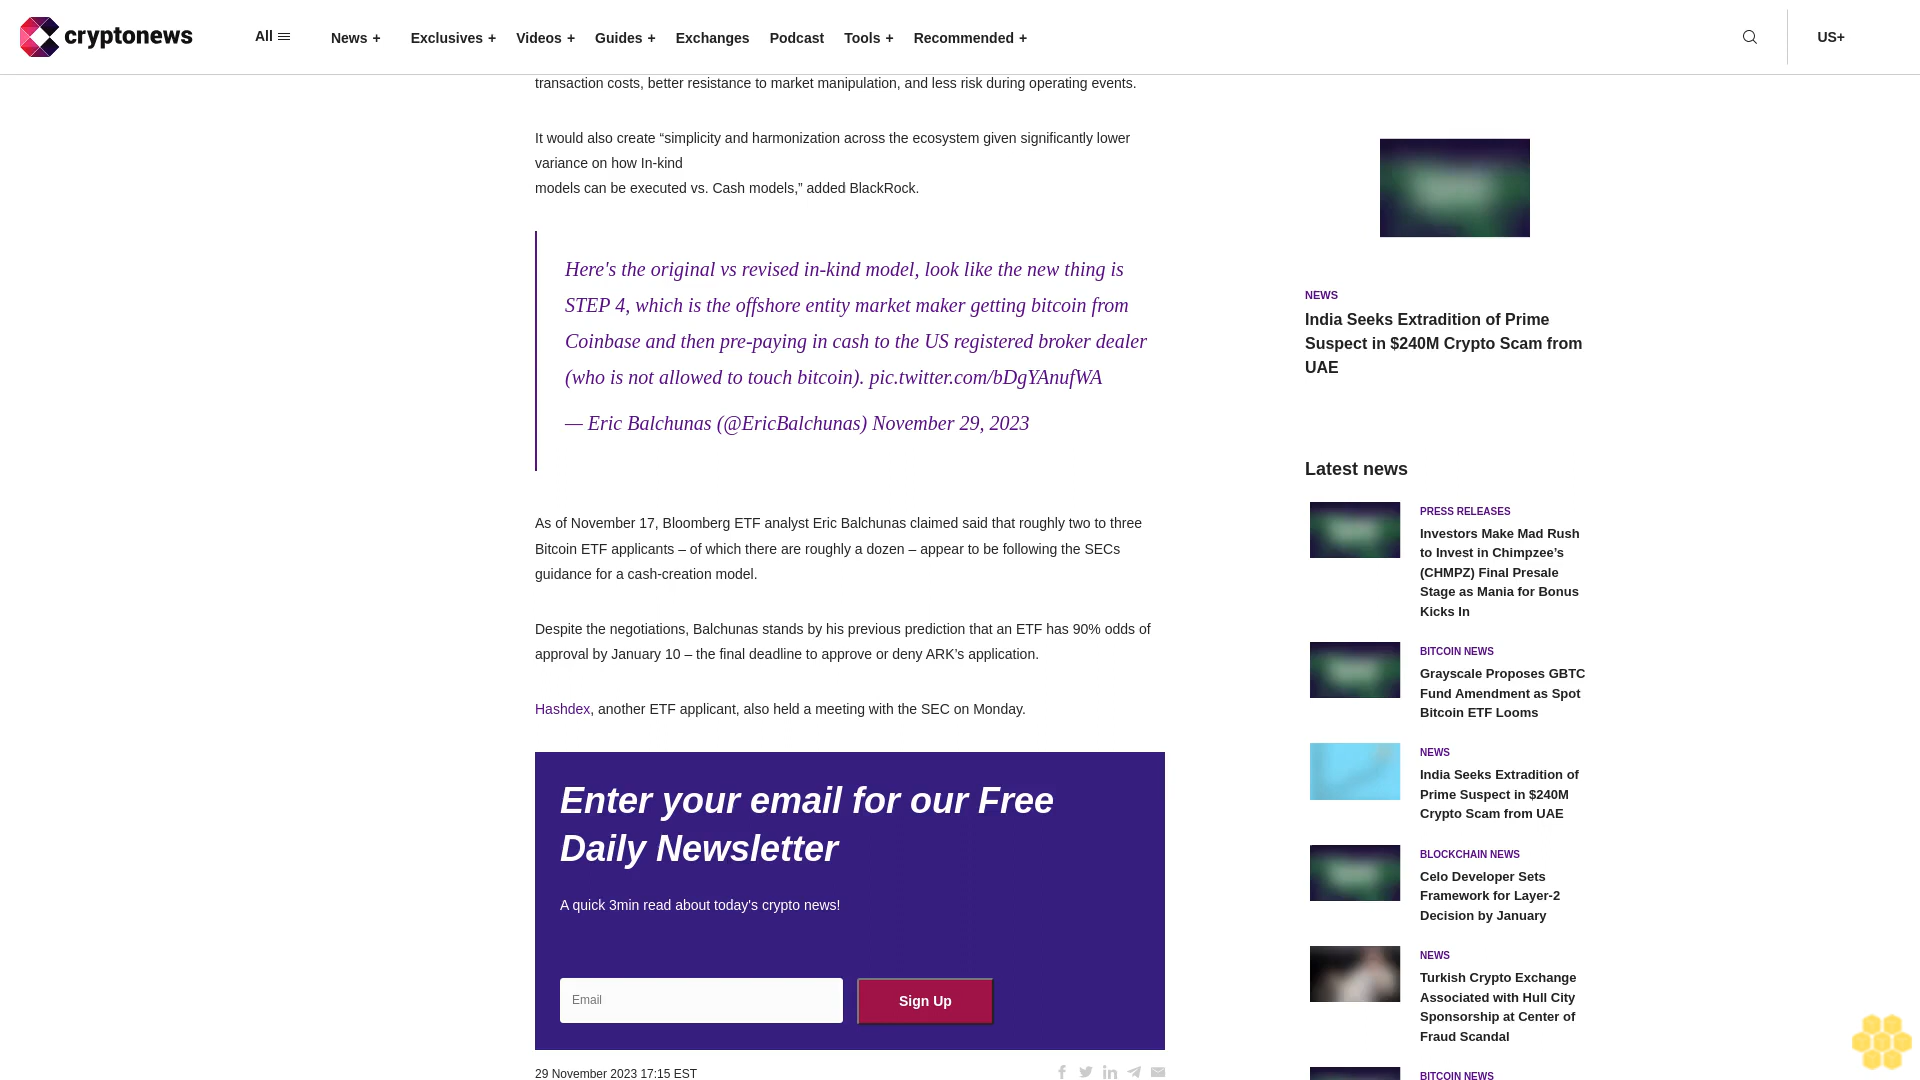 cryptonews
All
News +
Exclusives +
Videos +
Guides +
Exchanges
Podcast
Tools +
Recommended +
US+
transaction costs, better resistance to market manipulation, and less risk during operating events.
It would also create “simplicity and harmonization across the ecosystem given significantly lower
variance on how In-kind
models can be executed vs. Cash models,” added BlackRock.
Here's the original vs revised in-kind model, look like the new thing is
STEP 4, which is the offshore entity market maker getting bitcoin from
Coinbase and then pre-paying in cash to the US registered broker dealer
(who is not allowed to touch bitcoin). pic.twitter.com/bDgYAnufWA
— Eric Balchunas (@EricBalchunas) November 29, 2023
As of November 17, Bloomberg ETF analyst Eric Balchunas claimed said that roughly two to three
Bitcoin ETF applicants – of which there are roughly a dozen – appear to be following the SECs
guidance for a cash-creation model.
Despite the negotiations, Balchunas stands by his previous prediction that an ETF has 90% odds of
approval by January 10 – the final deadline to approve or deny ARK’s application.
Hashdex, another ETF applicant, also held a meeting with the SEC on Monday.
Enter your email for our Free
Daily Newsletter
A quick 3min read about today's crypto news!
Email
Sign Up
29 November 2023 17:15 EST
NEWS
India Seeks Extradition of Prime
Suspect in $240M Crypto Scam from
UAE
Latest news
PRESS RELEASES
Investors Make Mad Rush
to Invest in Chimpzee’s
(CHMPZ) Final Presale
Stage as Mania for Bonus
Kicks In
BITCOIN NEWS
Grayscale Proposes GBTC
Fund Amendment as Spot
Bitcoin ETF Looms
NEWS
India Seeks Extradition of
Prime Suspect in $240M
Crypto Scam from UAE
BLOCKCHAIN NEWS
Celo Developer Sets
Framework for Layer-2
Decision by January
NEWS
Turkish Crypto Exchange
Associated with Hull City
Sponsorship at Center of
Fraud Scandal
BITCOIN NEWS